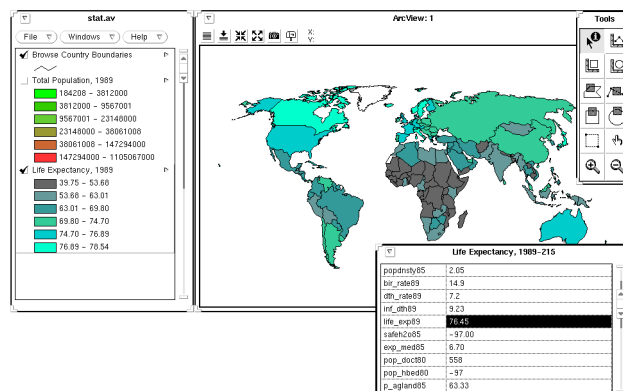 stat.av
File Windows Help
Browse Country Boundaries
Total Population, 1989
184208 - 3812000
3812000 - 9567001
9567001 - 23148000
23148000 - 38061008
38061008 - 147294000
147294000 - 1105067000
Life Expectancy, 1989
39.75 - 53.68
53.68 - 63.01
63.01 - 69.80
69.80 - 74.70
74.70 - 76.89
76.89 - 78.54
ArcView: 1
X:
Y:
Tools
Life Expectancy, 1989-215
popdnsty85 2.05
bir_rate89 14.9
dth_rate89 7.2
inf_dth89 9.23
life_exp89 76.45
safeh2o85 -97.00
exp_med85 6.70
pop_doct80 558
pop_hbed80 -97
p_agland85 63.33